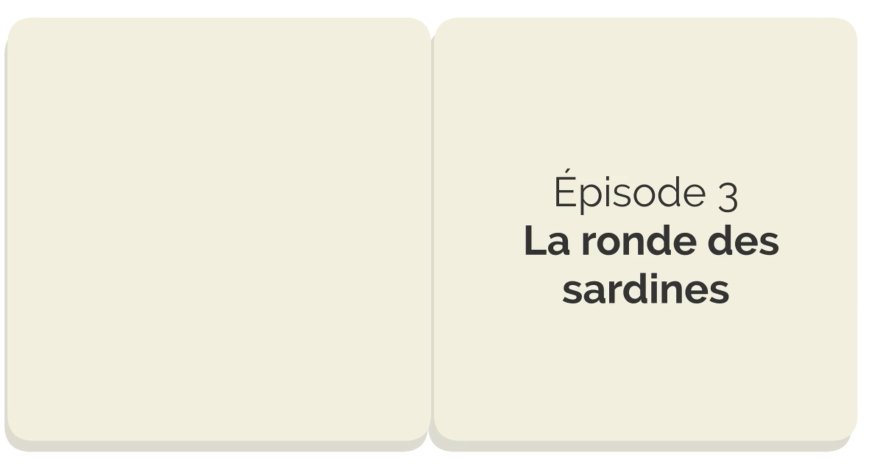 Épisode 3
La ronde des
sardines